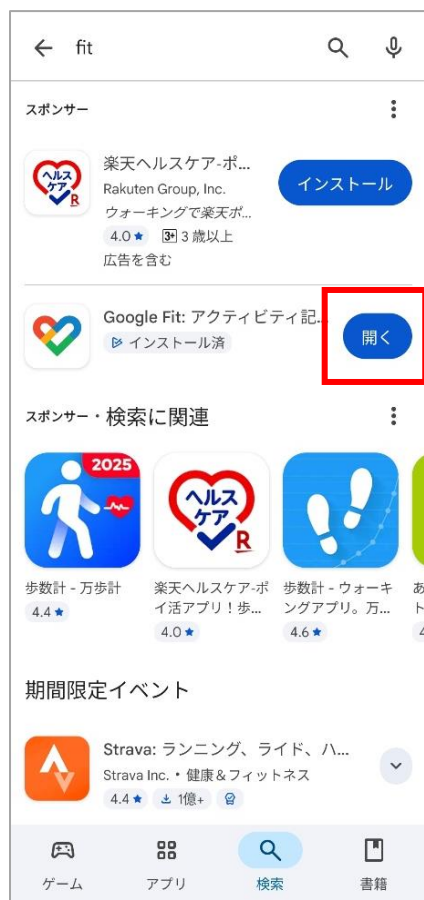 fit
スポンサー
ヘルス
ケア
R
楽天ヘルスケア-ポ...
Rakuten Group, Inc.
ウォーキングで楽天ポ...
4.0★ 3+ 3 歳以上
広告を含む
インストール
Google Fit: アクティビティ記...
インストール済
開く
スポンサー・検索に関連
2025
ヘルス
ケア
R
歩数計 - 万歩計
4.4★
楽天ヘルスケア-ポ
イ活アプリ！歩...
4.0★
歩数計 - ウォーキ
ングアプリ。万...
4.6★
あ
ト
4
期間限定イベント
Strava: ランニング、ライド、ハ...
Strava Inc. • 健康＆フィットネス
4.4★ 1億+
ゲーム
アプリ
検索
書籍